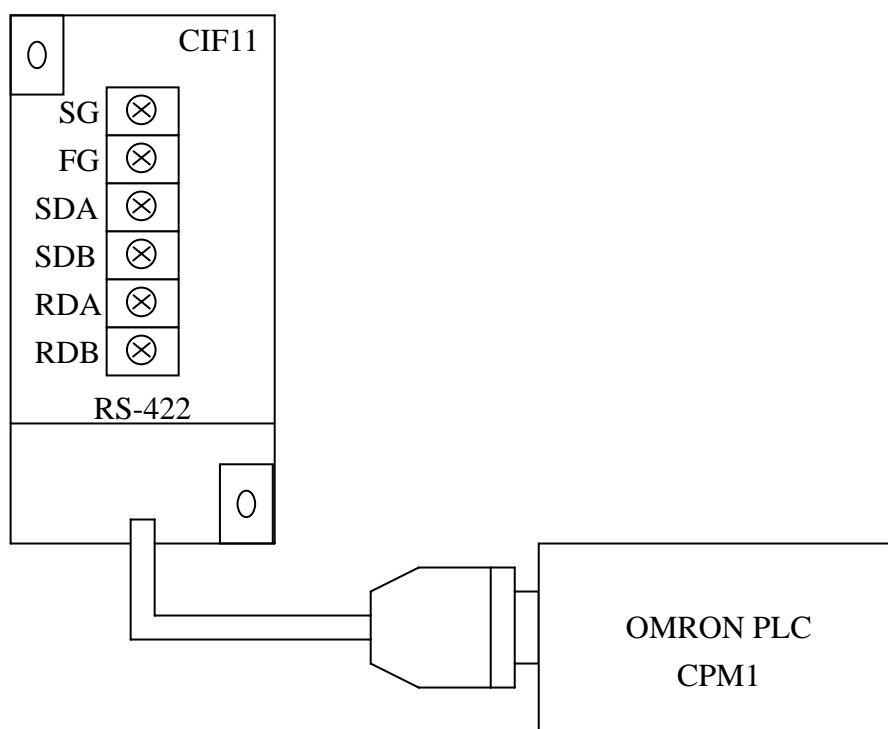 CIF11
SG
FG
SDA
SDB
RDA
RDB
RS-422
OMRON PLC
CPM1